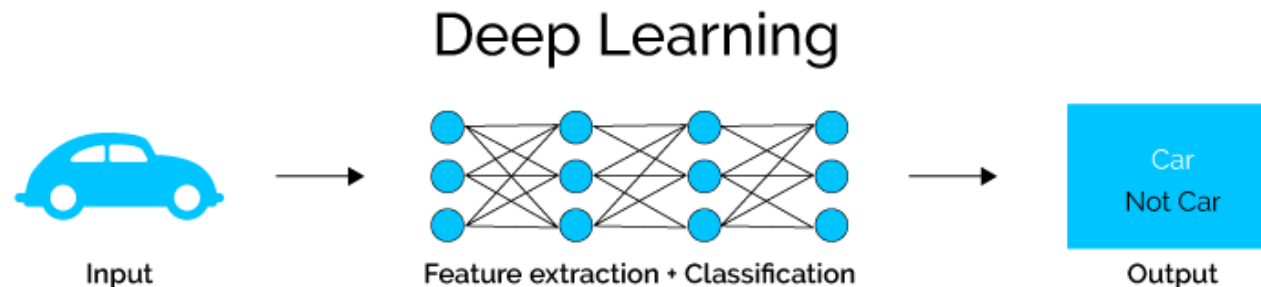 Deep Learning
Car
Not Car
Input
Feature extraction + Classification
Output